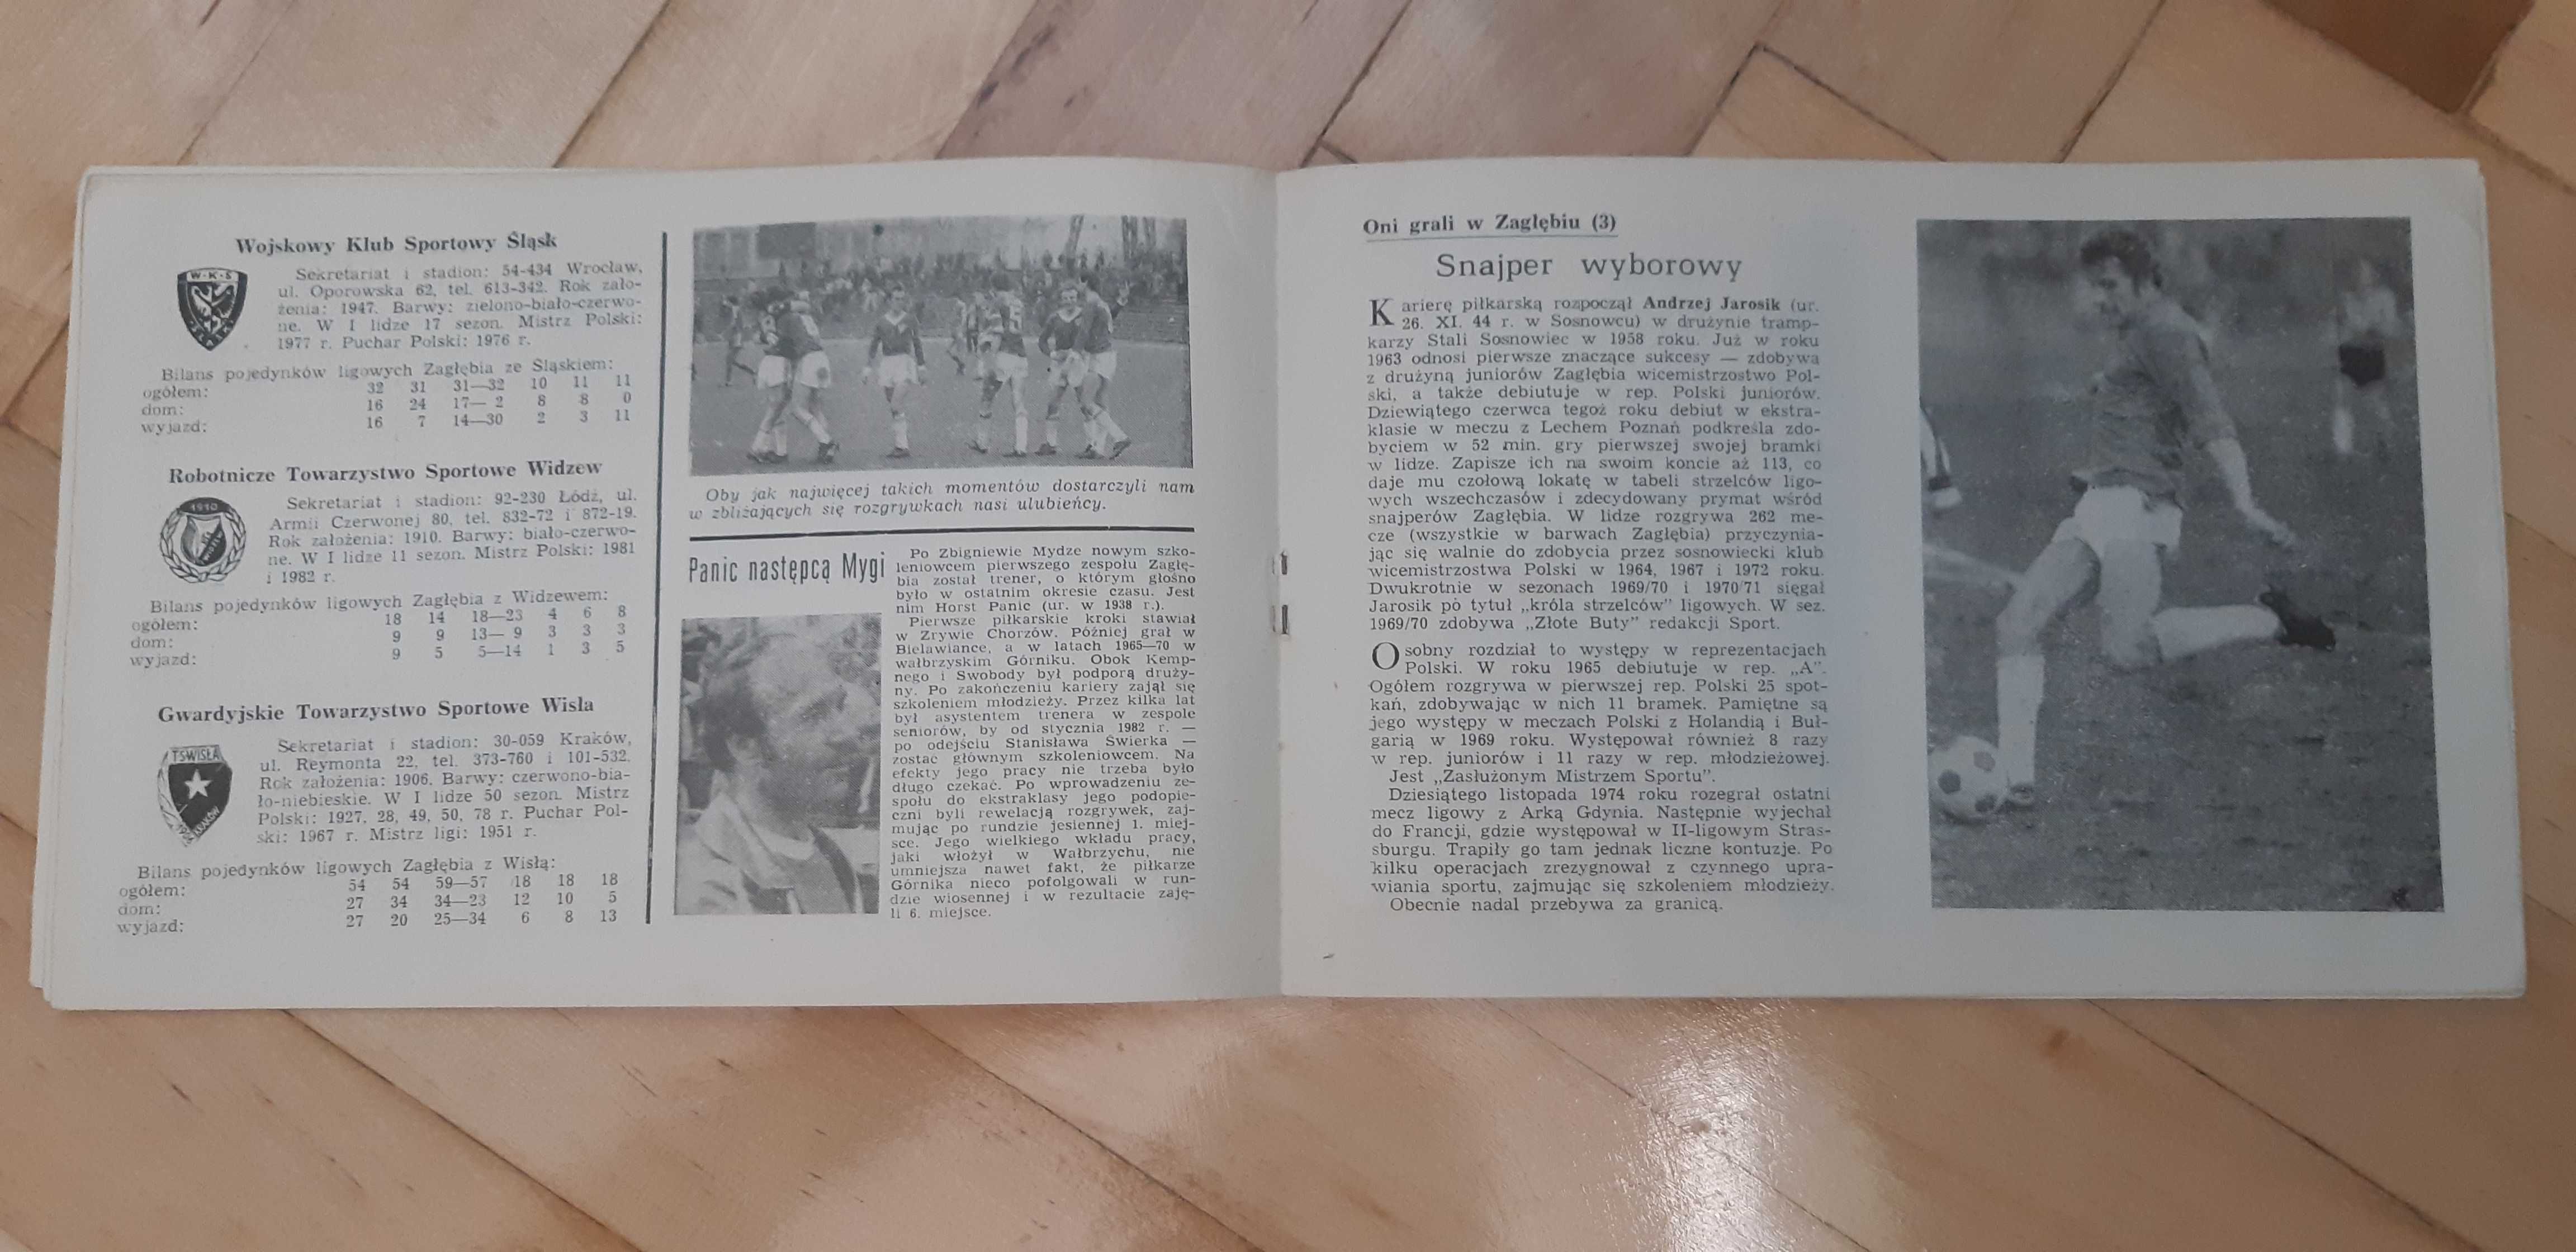 Wojskowy Klub Sportowy Śląsk
W·K·S
ŚLĄSK
Sekretariat i stadion: 54-434 Wrocław,
ul. Oporowska 62, tel. 613-342. Rok zało-
żenia: 1947. Barwy: zielono-biało-czerwo-
ne. W I lidze 17 sezon. Mistrz Polski:
1977 r. Puchar Polski: 1976 r.
Bilans pojedynków ligowych Zagłębia ze Śląskiem:
ogółem: 32 31 31—32 10 11 11
dom: 16 24 17— 2 8 8 0
wyjazd: 16 7 14—30 2 3 11
Robotnicze Towarzystwo Sportowe Widzew
1910
Sekretariat i stadion: 92-230 Łódź, ul.
Armii Czerwonej 80, tel. 832-72 i 872-19.
Rok założenia: 1910. Barwy: biało-czerwo-
ne. W I lidze 11 sezon. Mistrz Polski: 1981
i 1982 r.
Bilans pojedynków ligowych Zagłębia z Widzewem:
ogółem: 18 14 18—23 4 6 8
dom: 9 9 13— 9 3 3 3
wyjazd: 9 5 5—14 1 3 5
Gwardyjskie Towarzystwo Sportowe Wisła
TS WISŁA
KRAKÓW
Sekretariat i stadion: 30-059 Kraków,
ul. Reymonta 22, tel. 373-760 i 101-532.
Rok założenia: 1906. Barwy: czerwono-bia-
ło-niebieskie. W I lidze 50 sezon. Mistrz
Polski: 1927, 28, 49, 50, 78 r. Puchar Pol-
ski: 1967 r. Mistrz ligi: 1951 r.
Bilans pojedynków ligowych Zagłębia z Wisłą:
ogółem: 54 54 59—57 18 18 18
dom: 27 34 34—23 12 10 5
wyjazd: 27 20 25—34 6 8 13
Oby jak najwięcej takich momentów dostarczyli nam
w zbliżających się rozgrywkach nasi ulubieńcy.
Panic następcą Mygi
Po Zbigniewie Mydze nowym szko-
leniowcem pierwszego zespołu Zagłę-
bia został trener, o którym głośno
było w ostatnim okresie czasu. Jest
nim Horst Panic (ur. w 1938 r.).
Pierwsze piłkarskie kroki stawiał
w Zrywie Chorzów. Później grał w
Bielawiance, a w latach 1965—70 w
wałbrzyskim Górniku. Obok Kemp-
nego i Swobody był podporą druży-
ny. Po zakończeniu kariery zajął się
szkoleniem młodzieży. Przez kilka lat
był asystentem trenera w zespole
seniorów, by od stycznia 1982 r. —
po odejściu Stanisława Świerka —
zostać głównym szkoleniowcem. Na
efekty jego pracy nie trzeba było
długo czekać. Po wprowadzeniu ze-
społu do ekstraklasy jego podopie-
czni byli rewelacją rozgrywek, zaj-
mując po rundzie jesiennej 1. miej-
sce. Jego wielkiego wkładu pracy,
jaki włożył w Wałbrzychu, nie
umniejsza nawet fakt, że piłkarze
Górnika nieco pofolgowali w run-
dzie wiosennej i w rezultacie zaję-
li 6. miejsce.
Oni grali w Zagłębiu (3)
Snajper wyborowy
Karierę piłkarską rozpoczął Andrzej Jarosik (ur.
26. XI. 44 r. w Sosnowcu) w drużynie tramp-
karzy Stali Sosnowiec w 1958 roku. Już w roku
1963 odnosi pierwsze znaczące sukcesy — zdobywa
z drużyną juniorów Zagłębia wicemistrzostwo Pol-
ski, a także debiutuje w rep. Polski juniorów.
Dziewiątego czerwca tegoż roku debiut w ekstra-
klasie w meczu z Lechem Poznań podkreśla zdo-
byciem w 52 min. gry pierwszej swojej bramki
w lidze. Zapisze ich na swoim koncie aż 113, co
daje mu czołową lokatę w tabeli strzelców ligo-
wych wszechczasów i zdecydowany prymat wśród
snajperów Zagłębia. W lidze rozgrywa 262 me-
cze (wszystkie w barwach Zagłębia) przyczynia-
jąc się walnie do zdobycia przez sosnowiecki klub
wicemistrzostwa Polski w 1964, 1967 i 1972 roku.
Dwukrotnie w sezonach 1969/70 i 1970/71 sięgał
Jarosik po tytuł „króla strzelców” ligowych. W sez.
1969/70 zdobywa „Złote Buty” redakcji Sport.
Osobny rozdział to występy w reprezentacjach
Polski. W roku 1965 debiutuje w rep. „A”.
Ogółem rozgrywa w pierwszej rep. Polski 25 spot-
kań, zdobywając w nich 11 bramek. Pamiętne są
jego występy w meczach Polski z Holandią i Buł-
garią w 1969 roku. Występował również 8 razy
w rep. juniorów i 11 razy w rep. młodzieżowej.
Jest „Zasłużonym Mistrzem Sportu”.
Dziesiątego listopada 1974 roku rozegrał ostatni
mecz ligowy z Arką Gdynia. Następnie wyjechał
do Francji, gdzie występował w II-ligowym Stras-
sburgu. Trapiły go tam jednak liczne kontuzje. Po
kilku operacjach zrezygnował z czynnego upra-
wiania sportu, zajmując się szkoleniem młodzieży.
Obecnie nadal przebywa za granicą.